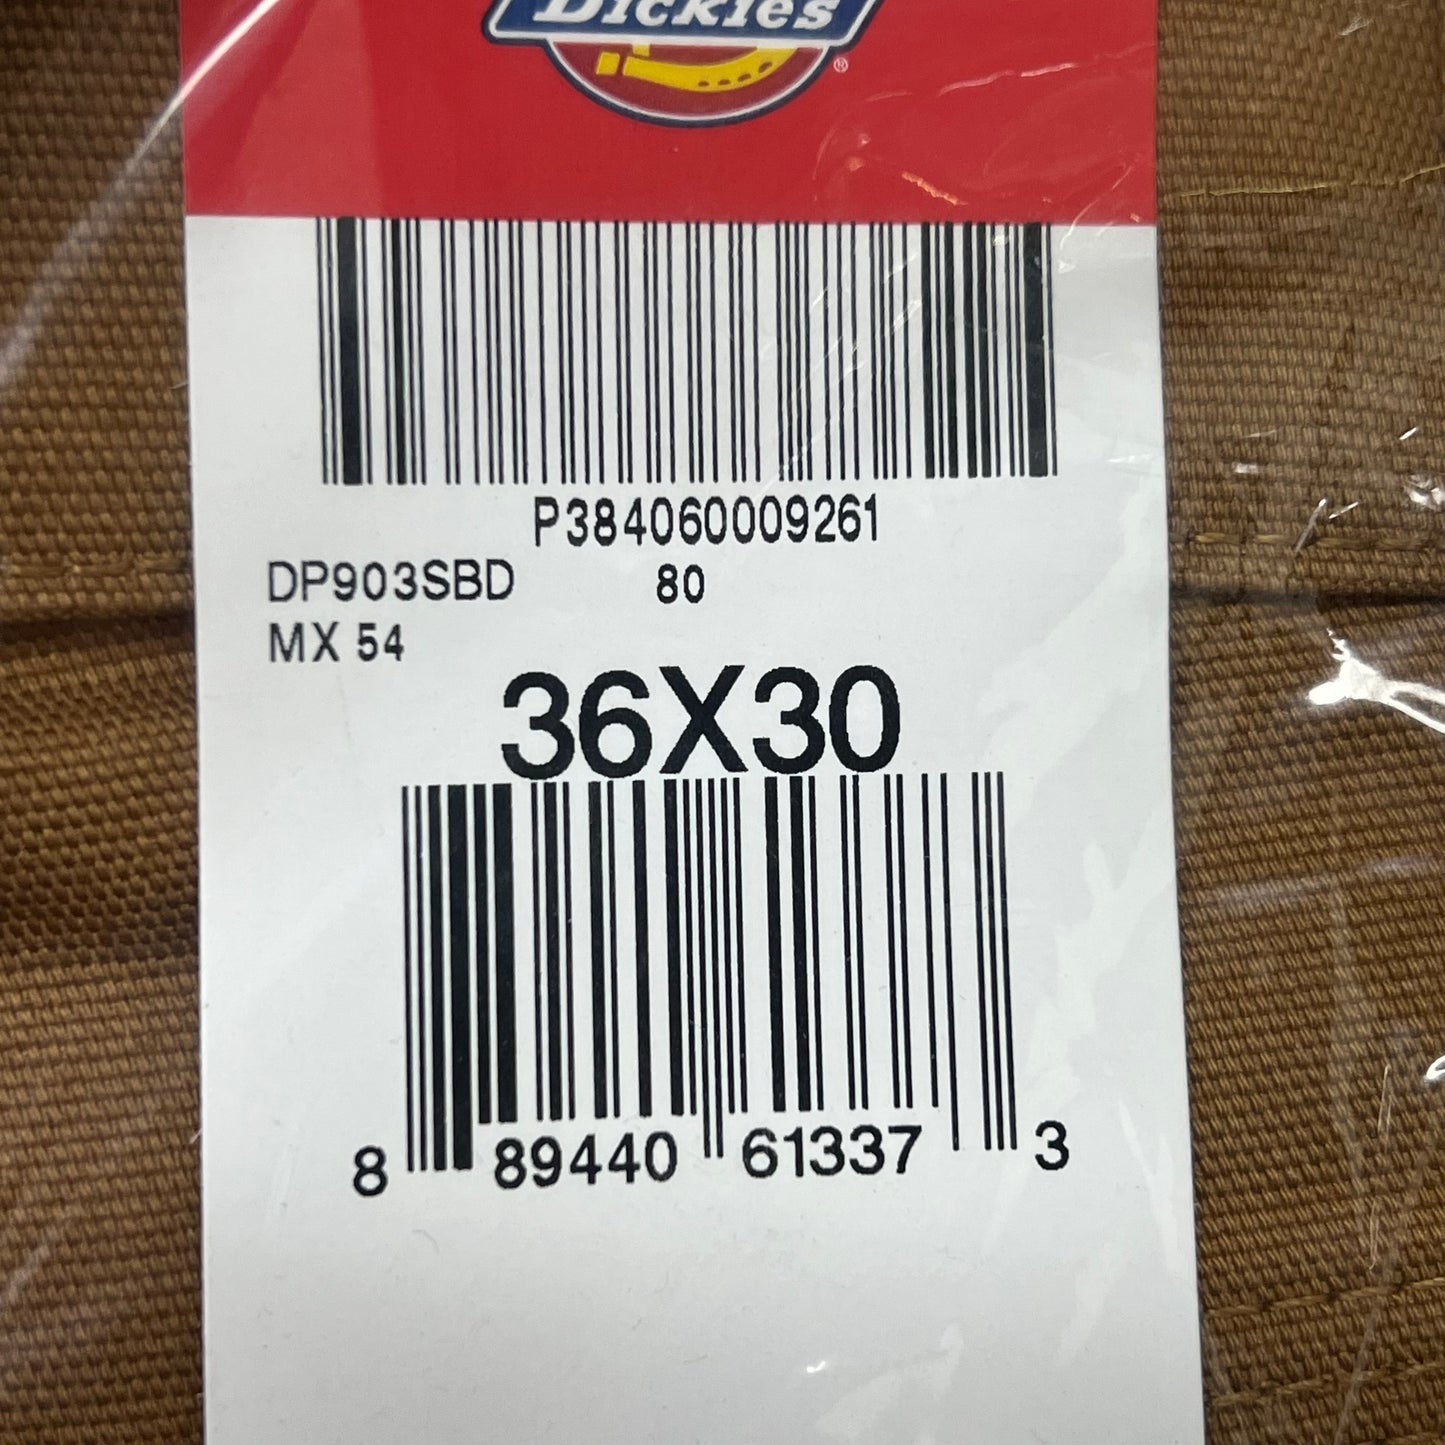 Dickies
®
P384060009261
DP903SBD 80
MX 54
36X30
8 89440 61337 3